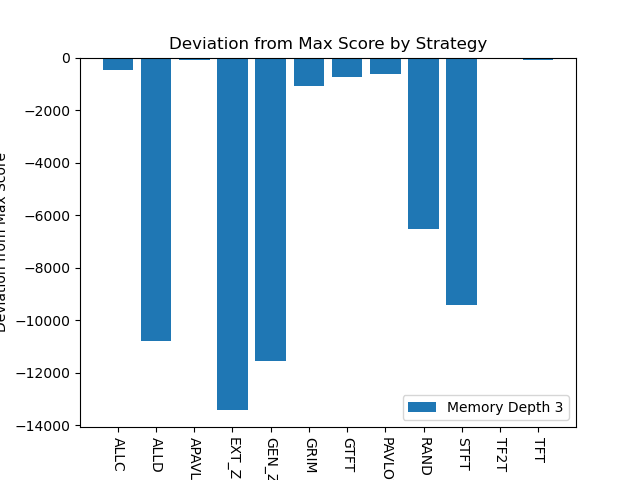 Deviation from Max Score by Strategy
Deviation from Max Score
0
−2000
−4000
−6000
−8000
−10000
−12000
−14000
Memory Depth 3
ALLC
ALLD
APAVL
EXT_Z
GEN_Z
GRIM
GTFT
PAVLO
RAND
STFT
TF2T
TFT